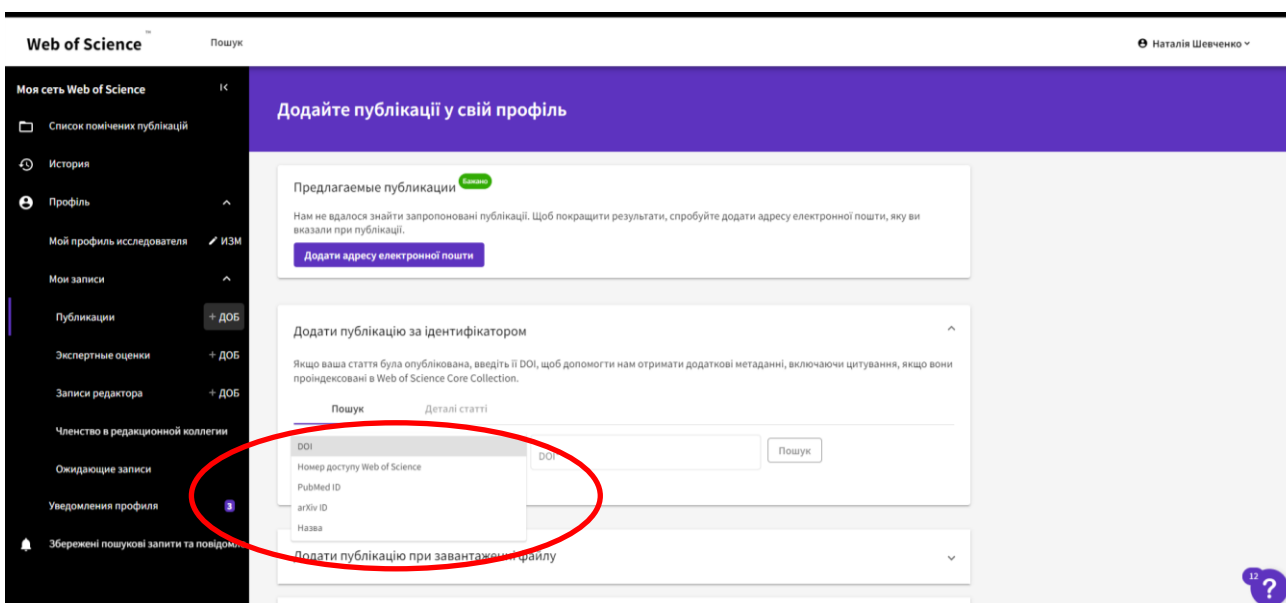 Web of Science™
Пошук
Наталія Шевченко
Моя сеть Web of Science
Список помічених публікацій
История
Профіль
Мой профиль исследователя
ИЗМ
Мои записи
Публикации
+ ДОБ
Экспертные оценки
+ ДОБ
Записи редактора
+ ДОБ
Членство в редакционной коллегии
Ожидающие записи
Уведомления профиля
3
Збережені пошукові запити та повідомл
Додайте публікації у свій профіль
Предлагаемые публикации
Бажано
Нам не вдалося знайти запропоновані публікації. Щоб покращити результати, спробуйте додати адресу електронної пошти, яку ви
вказали при публікації.
Додати адресу електронної пошти
Додати публікацію за ідентифікатором
Якщо ваша стаття була опублікована, введіть її DOI, щоб допомогти нам отримати додаткові метаданні, включаючи цитування, якщо вони
проіндексовані в Web of Science Core Collection.
Пошук
Деталі статті
DOI
Номер доступу Web of Science
PubMed ID
arXiv ID
Назва
DOI
Пошук
Додати публікацію при завантаженні файлу
12
?